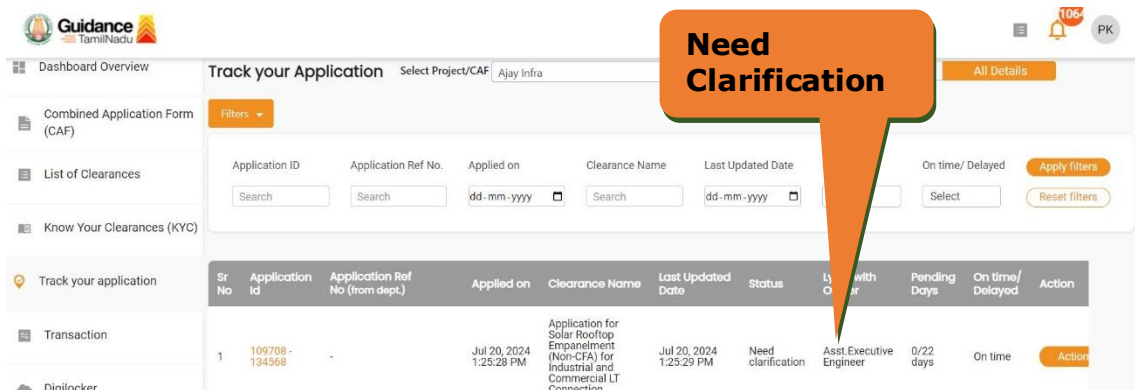 Guidance
TamilNadu
1064
PK
Need
Clarification
Dashboard Overview
Track your Application
Select Project/CAF
Ajay Infra
All Details
Combined Application Form
(CAF)
Filters
List of Clearances
Application ID
Application Ref No.
Applied on
Clearance Name
Last Updated Date
On time/ Delayed
Apply filters
Search
Search
dd-mm-yyyy
Search
dd-mm-yyyy
Select
Reset filters
Know Your Clearances (KYC)
Track your application
Sr
No
Application
Id
Application Ref
No (from dept.)
Applied on
Clearance Name
Last Updated
Date
Status
with
Pending
Days
On time/
Delayed
Action
Transaction
1
109708 -
134568
-
Jul 20, 2024
1:25:28 PM
Application for
Solar Rooftop
Empanelment
(Non-CFA) for
Industrial and
Commercial LT
Connection
Jul 20, 2024
1:25:29 PM
Need
clarification
Asst.Executive
Engineer
0/22
days
On time
Action
Digilocker